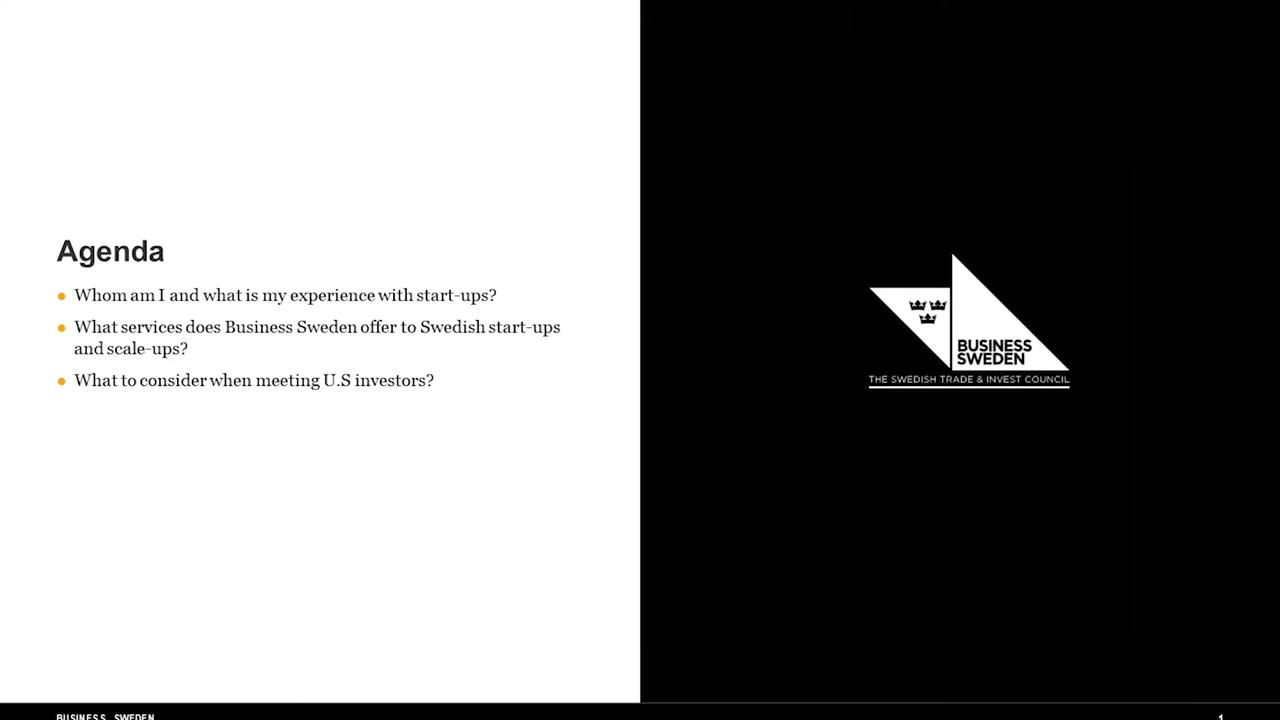 Agenda
● Whom am I and what is my experience with start-ups?
● What services does Business Sweden offer to Swedish start-ups
and scale-ups?
● What to consider when meeting U.S investors?
BUSINESS
SWEDEN
THE SWEDISH TRADE & INVEST COUNCIL
BUSINESS SWEDEN
1